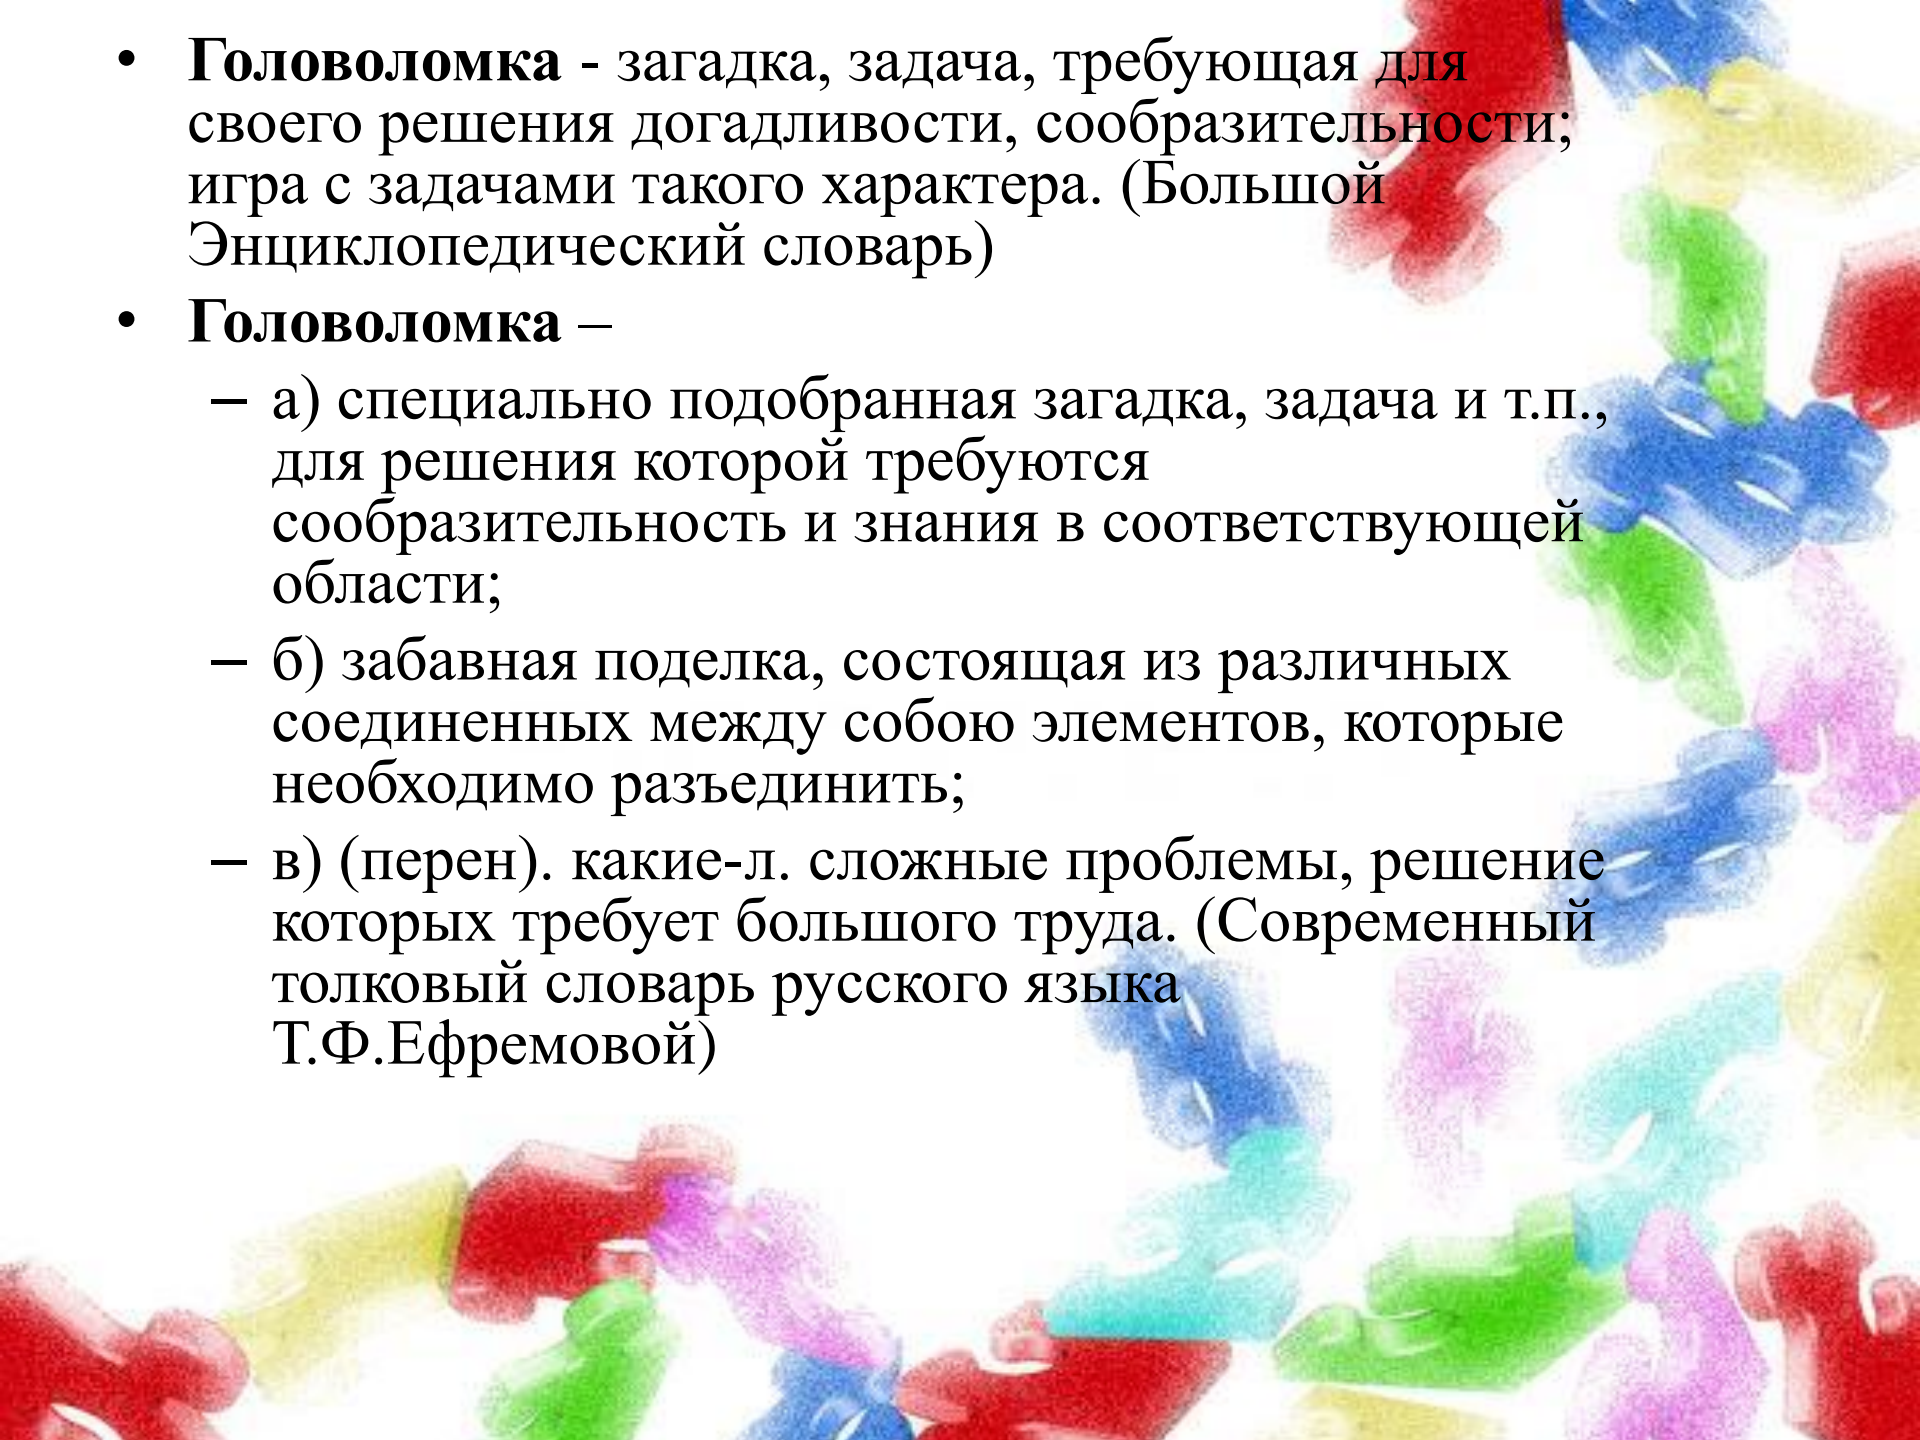 • Головоломка - загадка, задача, требующая для
своего решения догадливости, сообразительности;
игра с задачами такого характера. (Большой
Энциклопедический словарь)
• Головоломка –
– а) специально подобранная загадка, задача и т.п.,
для решения которой требуются
сообразительность и знания в соответствующей
области;
– б) забавная поделка, состоящая из различных
соединенных между собою элементов, которые
необходимо разъединить;
– в) (перен). какие-л. сложные проблемы, решение
которых требует большого труда. (Современный
толковый словарь русского языка
Т.Ф.Ефремовой)